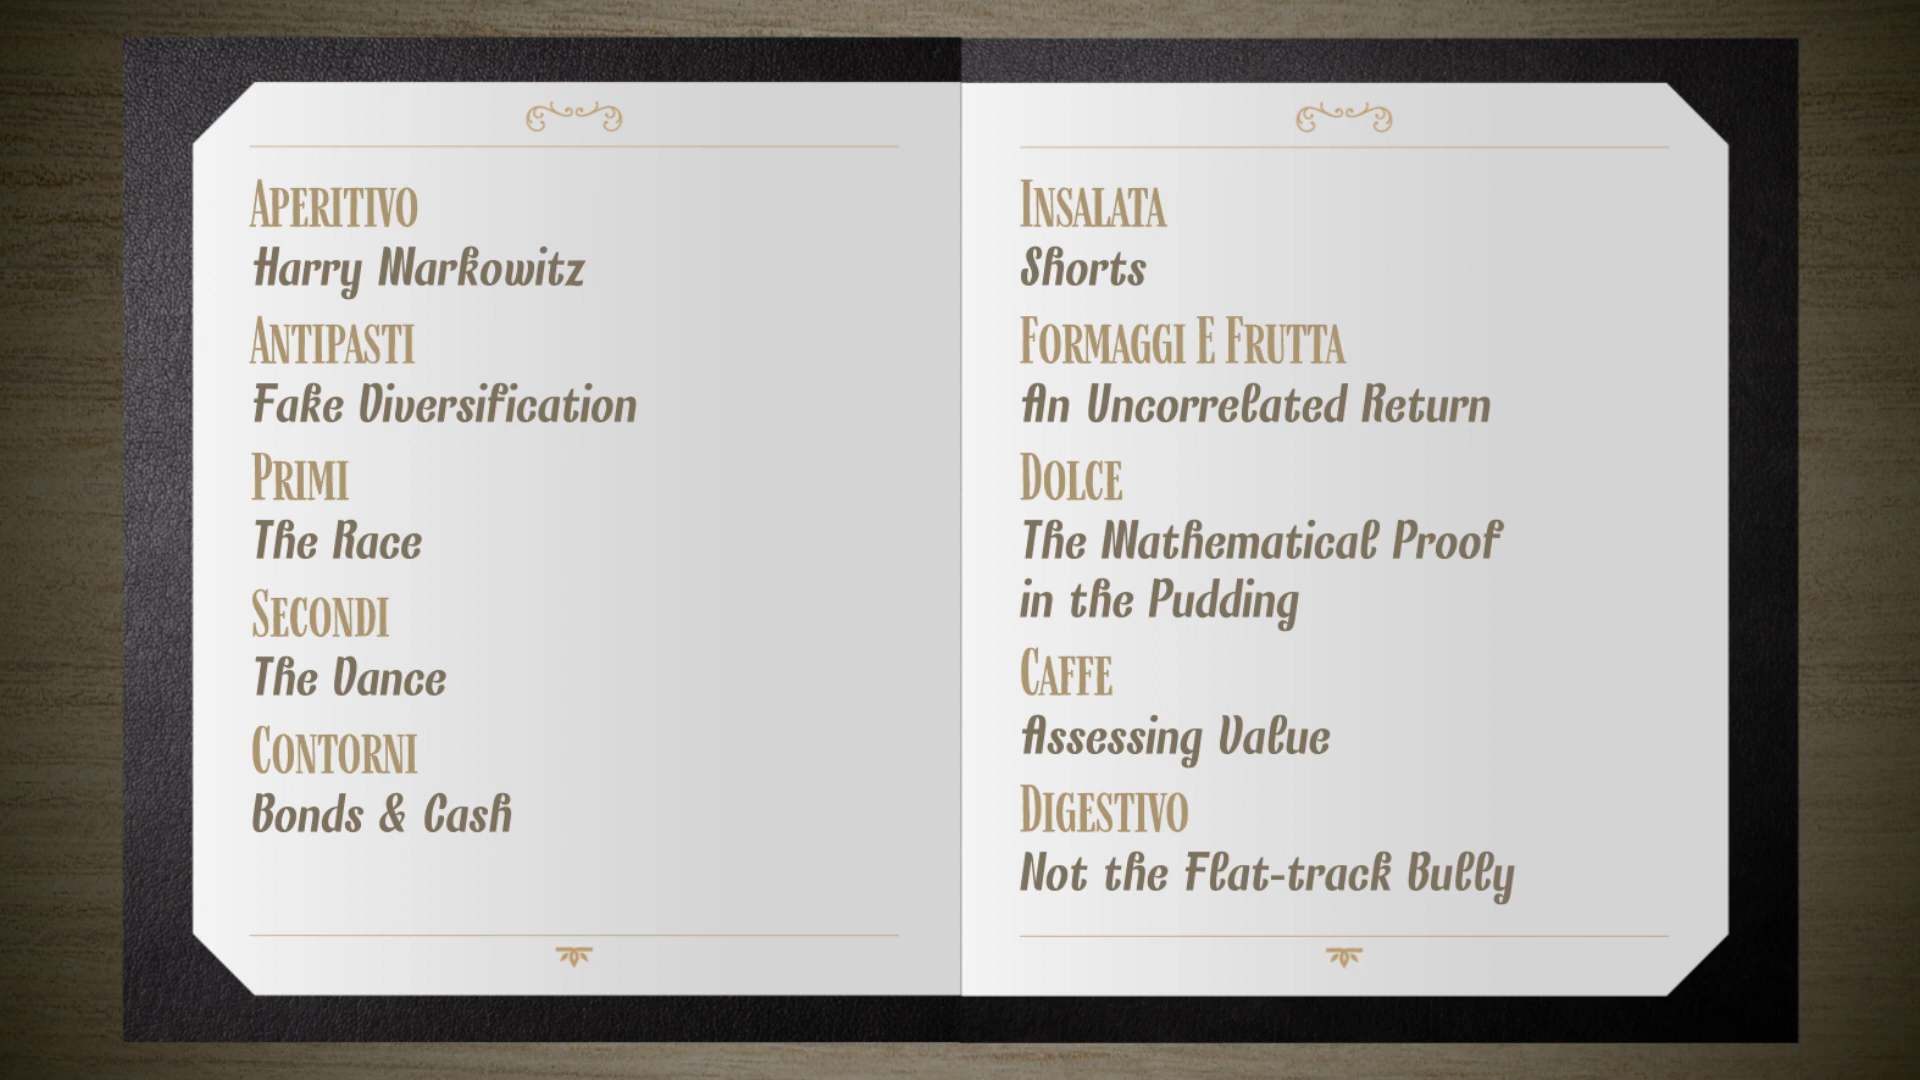 APERITIVO
Harry Markowitz
ANTIPASTI
Fake Diversification
PRIMI
The Race
SECONDI
The Dance
CONTORNI
Bonds & Cash
INSALATA
Shorts
FORMAGGI E FRUTTA
An Uncorrelated Return
DOLCE
The Mathematical Proof
in the Pudding
CAFFE
Assessing Value
DIGESTIVO
Not the Flat-track Bully